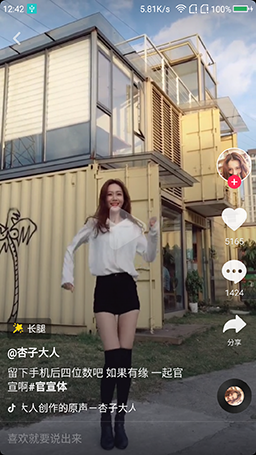 12:42
5.81K/s
100%
5165
1424
分享
长腿
@杏子大人
留下手机后四位数吧 如果有缘 一起官
宣啊#官宣体
大人创作的原声－杏子大人
喜欢就要说出来